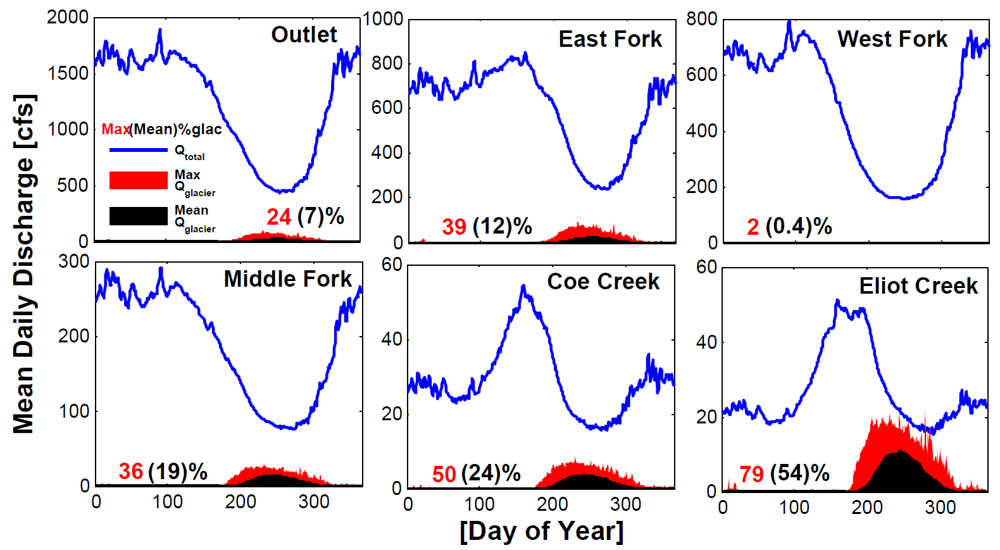 Mean Daily Discharge [cfs]
2000
1500
1000
500
0
Outlet
Max(Mean)%glac
Qtotal
Max
Qglacier
Mean
Qglacier
24 (7)%
1000
800
600
400
200
0
East Fork
39 (12)%
800
600
400
200
0
West Fork
2 (0.4)%
300
200
100
0
Middle Fork
36 (19)%
0 100 200 300
60
40
20
0
Coe Creek
50 (24)%
0 100 200 300
60
40
20
0
Eliot Creek
79 (54)%
0 100 200 300
[Day of Year]